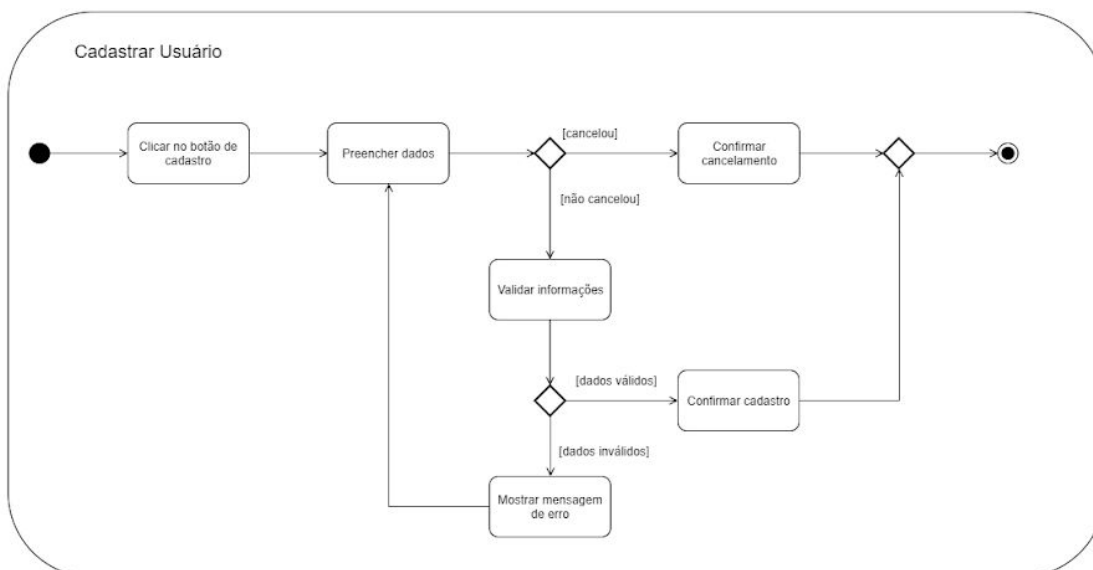 Cadastrar Usuário
Clicar no botão de
cadastro
Preencher dados
[cancelou]
Confirmar
cancelamento
[não cancelou]
Validar informações
[dados válidos]
Confirmar cadastro
[dados inválidos]
Mostrar mensagem
de erro